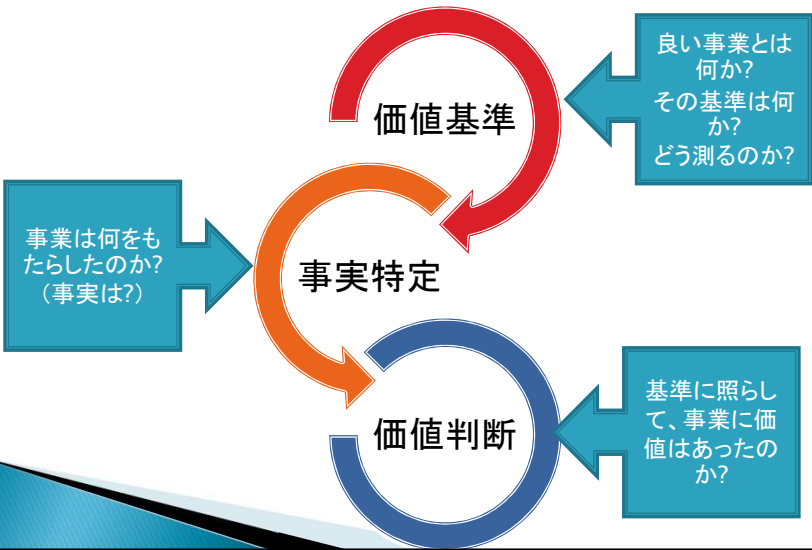 価値基準
良い事業とは
何か?
その基準は何
か?
どう測るのか?
事業は何をも
たらしたのか?
(事実は?)
事実特定
価値判断
基準に照らし
て、事業に価
値はあったの
か?